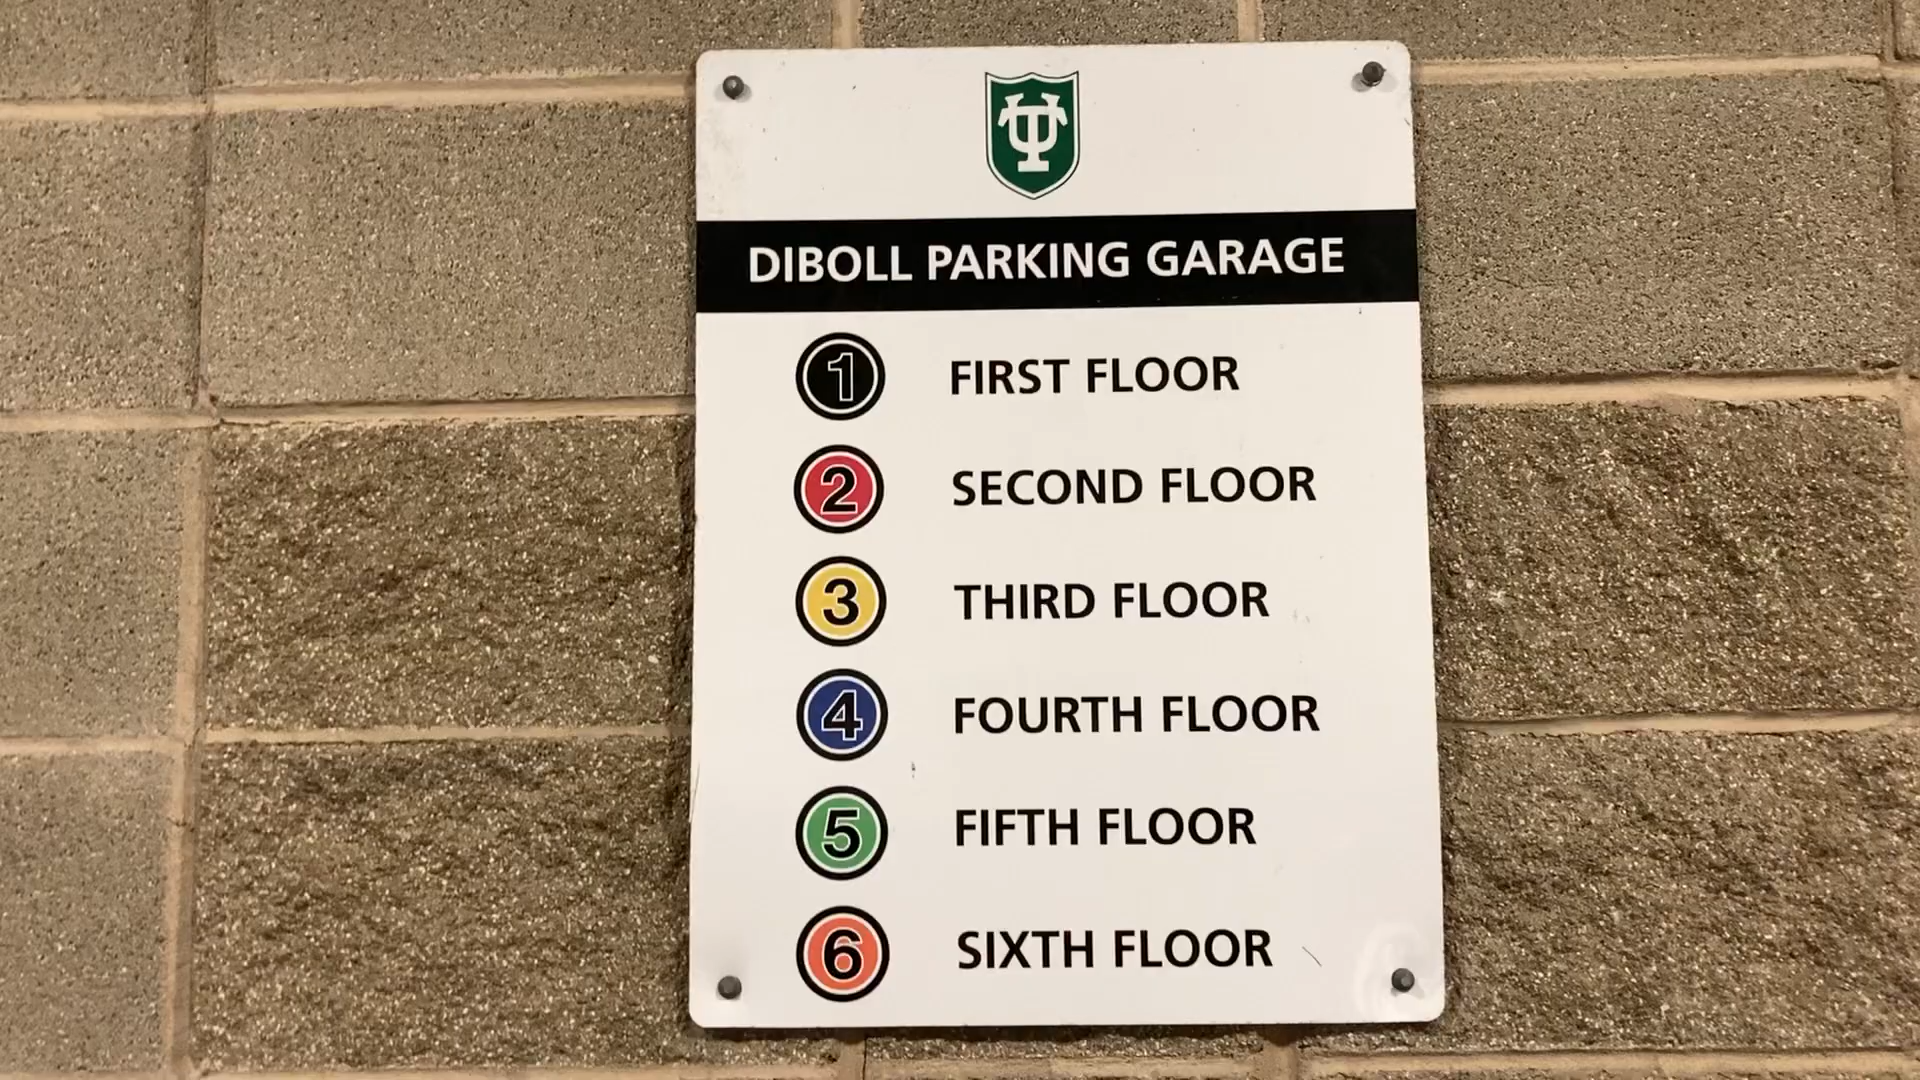 TU
DIBOLL PARKING GARAGE
1 FIRST FLOOR
2 SECOND FLOOR
3 THIRD FLOOR
4 FOURTH FLOOR
5 FIFTH FLOOR
6 SIXTH FLOOR